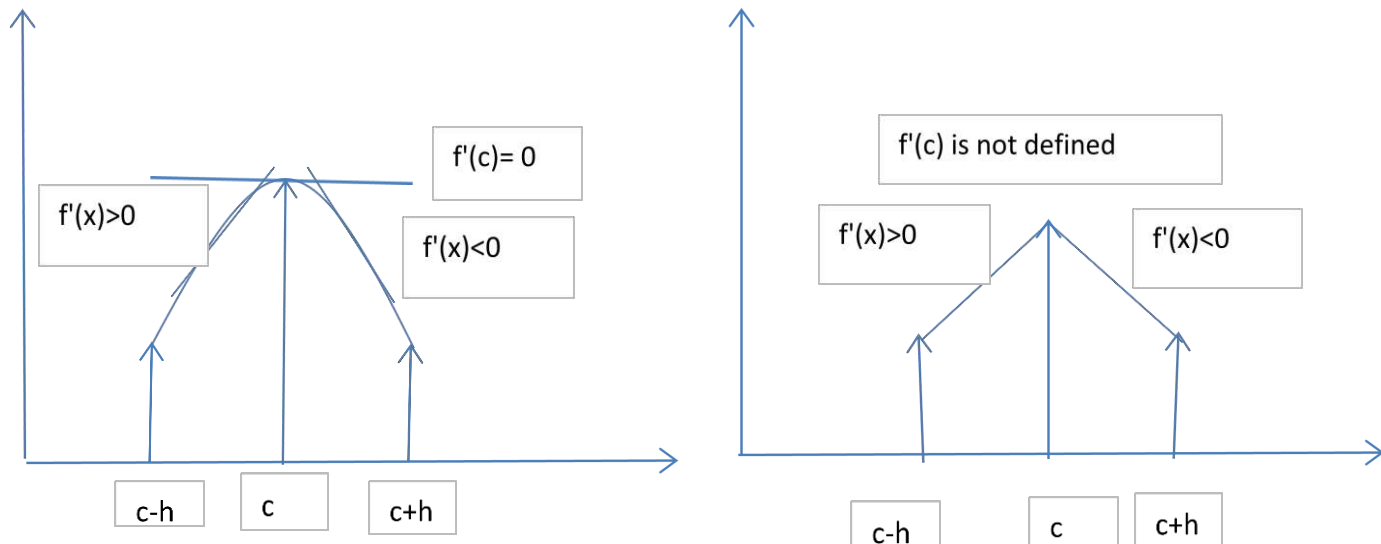 f'(c)= 0
f'(x)>0
f'(x)<0
c-h
c
c+h
f'(c) is not defined
f'(x)>0
f'(x)<0
c-h
c
c+h